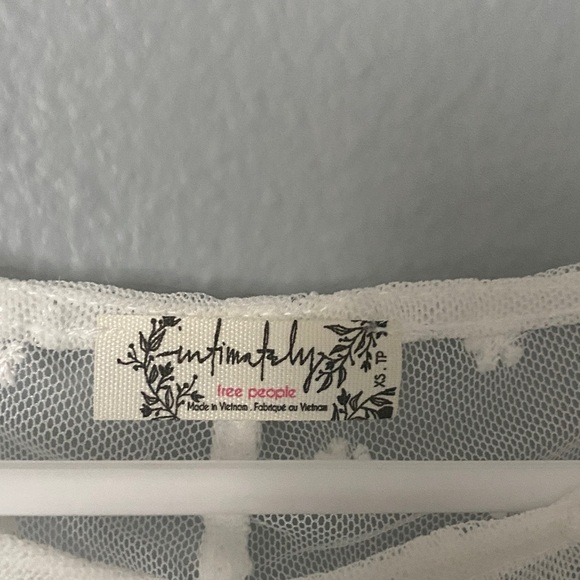 intimately
free people
Made in Vietnam . Fabriqué au Vietnam
XS . TP